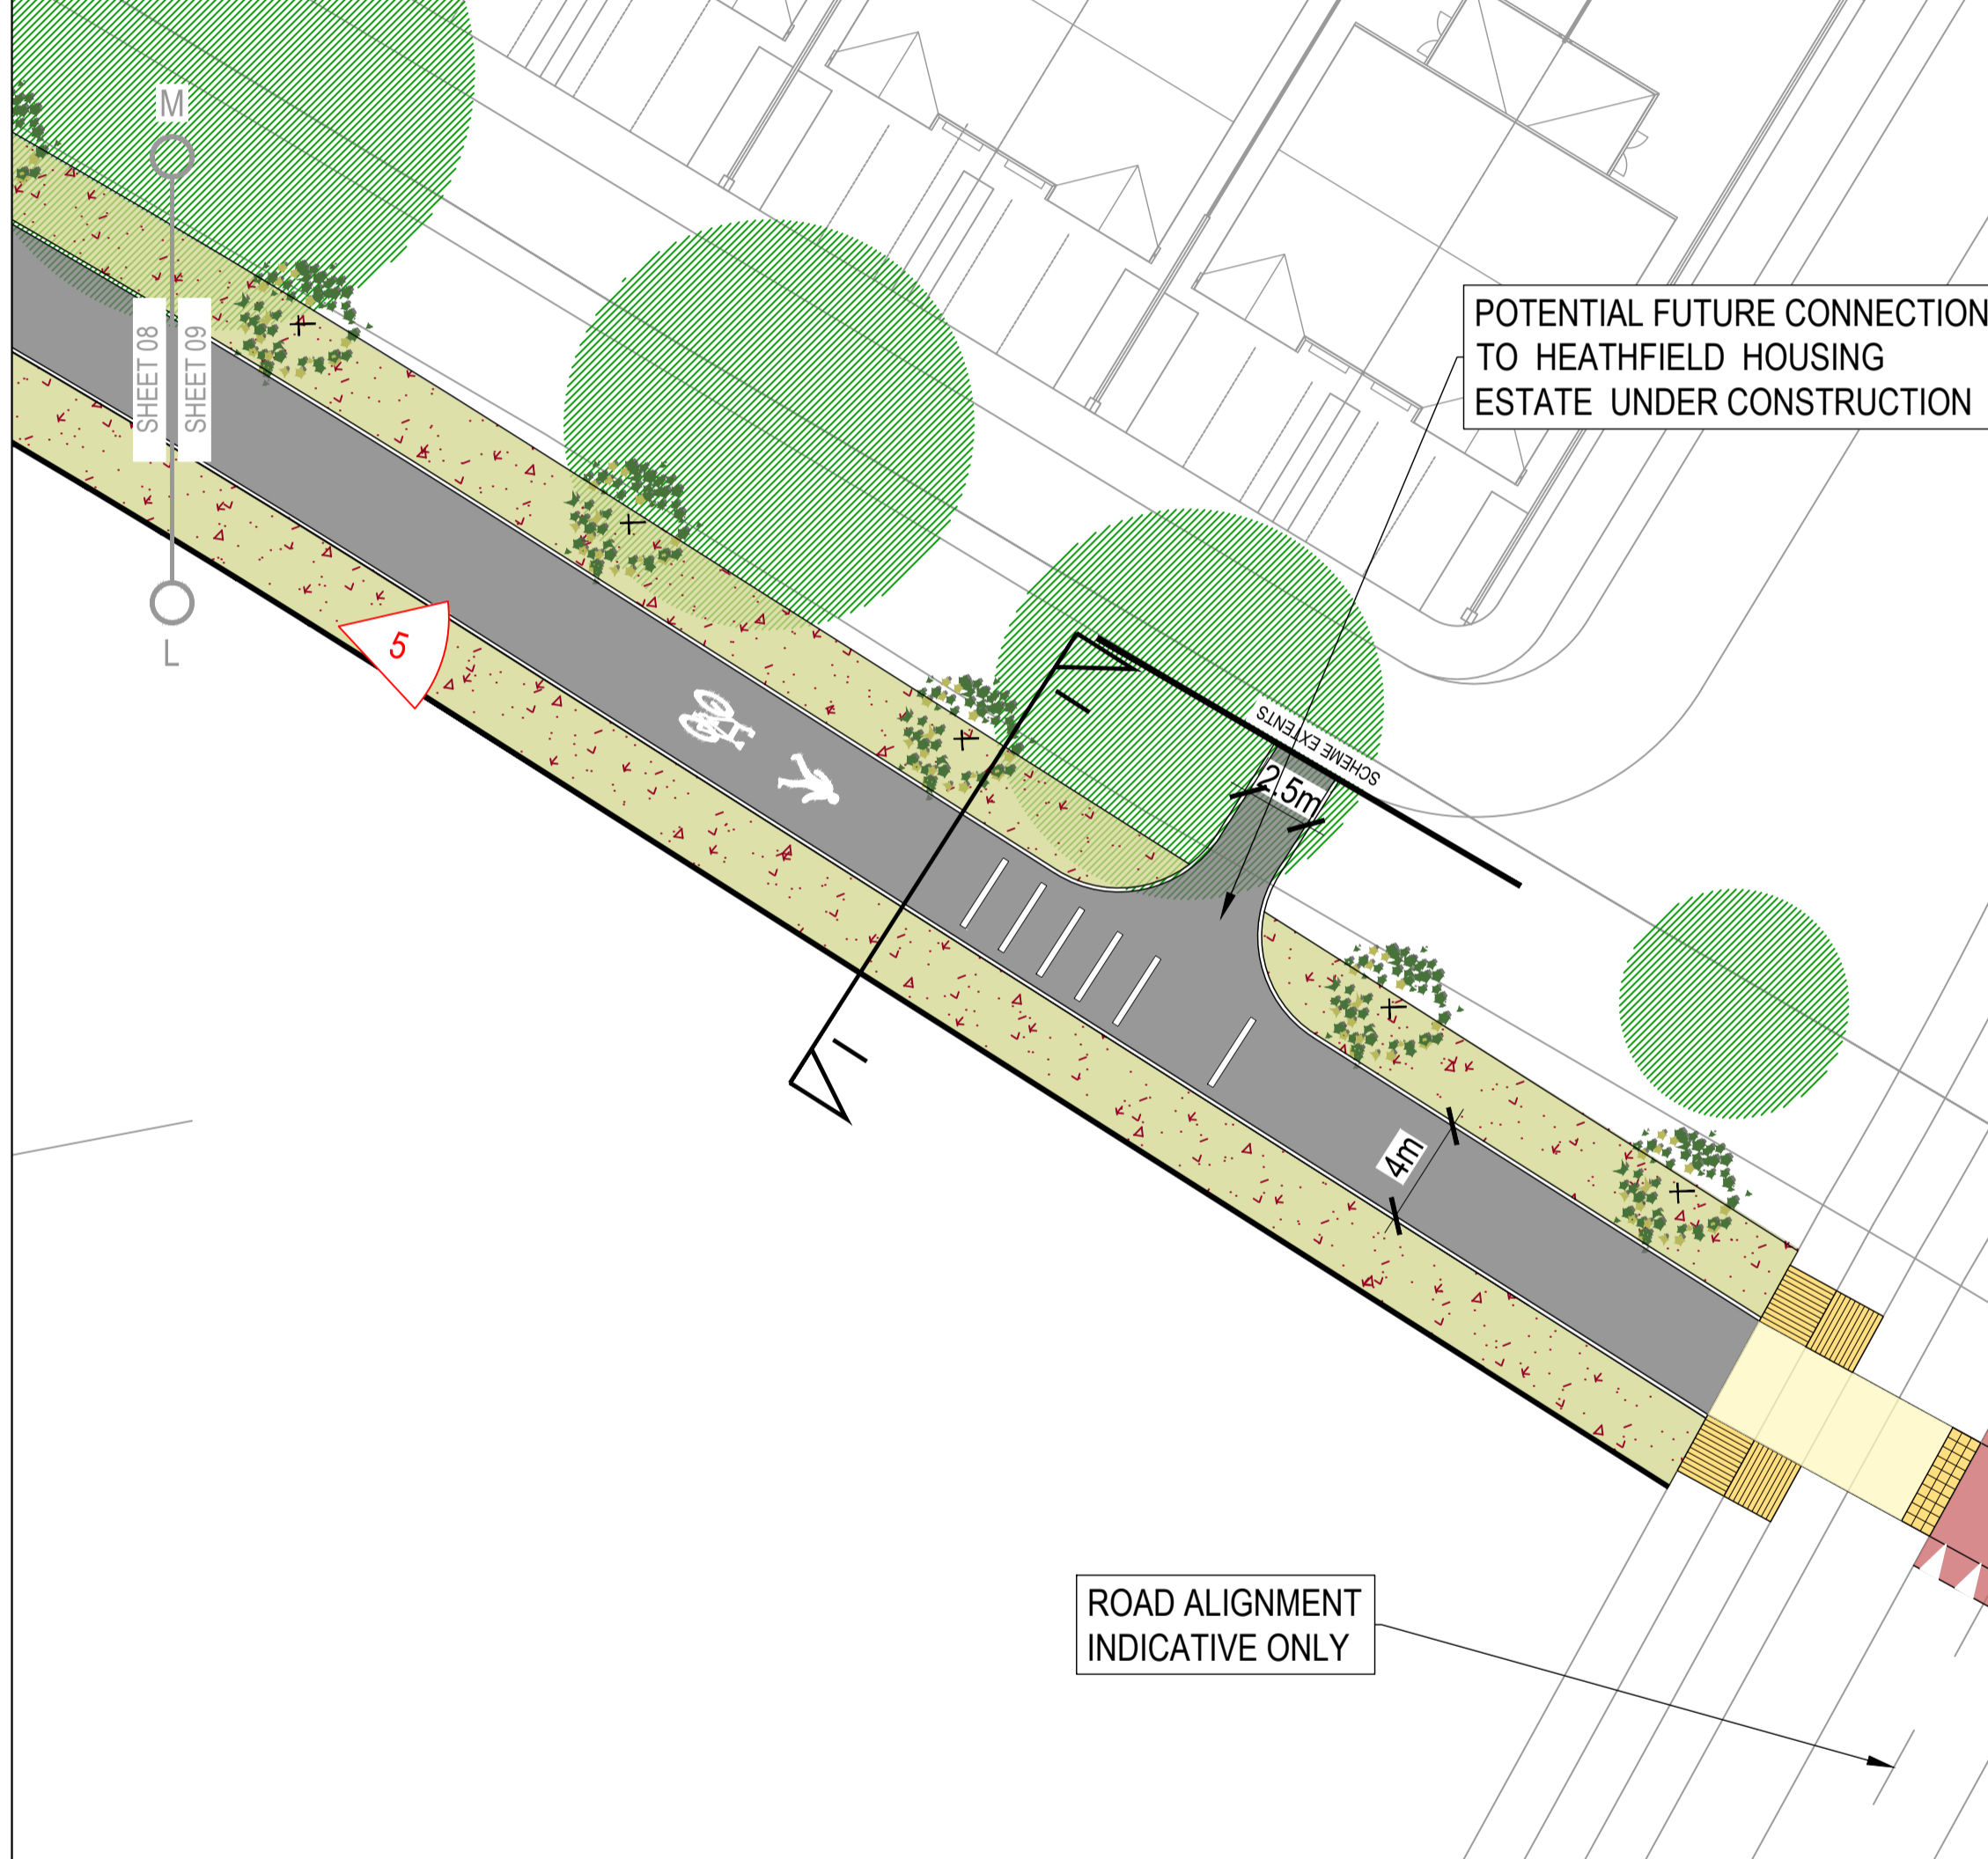 M
SHEET 08
SHEET 09
L
POTENTIAL FUTURE CONNECTION
TO HEATHFIELD HOUSING
ESTATE UNDER CONSTRUCTION
5
I
SCHEME EXTENTS
2.5m
I
4m
ROAD ALIGNMENT
INDICATIVE ONLY